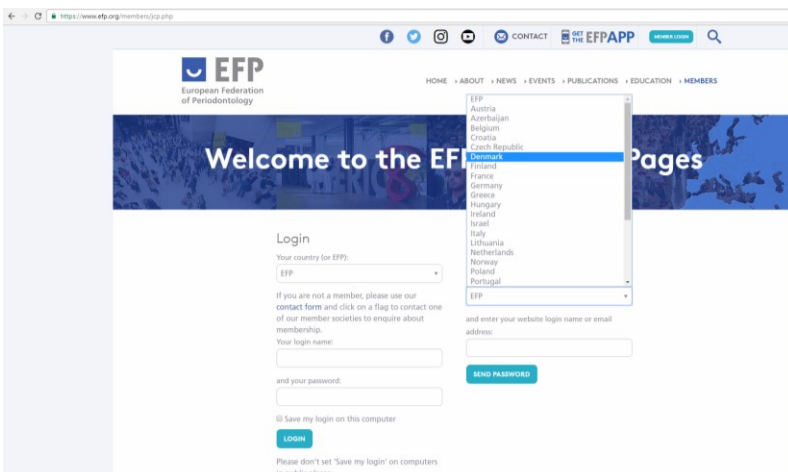 https://www.efp.org/members/jcp.php
CONTACT
GET THE EFPAPP
MEMBER LOGIN
EFP
European Federation
of Periodontology
HOME › ABOUT › NEWS › EVENTS › PUBLICATIONS › EDUCATION › MEMBERS
Welcome to the EF
Pages
Login
Your country (or EFP):
EFP
If you are not a member, please use our
contact form and click on a flag to contact one
of our member societies to enquire about
membership.
Your login name:
and your password:
Save my login on this computer
LOGIN
Please don't set 'Save my login' on computers
EFP
Austria
Azerbaijan
Belgium
Croatia
Czech Republic
Denmark
Finland
France
Germany
Greece
Hungary
Ireland
Israel
Italy
Lithuania
Netherlands
Norway
Poland
Portugal
EFP
and enter your website login name or email
address:
SEND PASSWORD